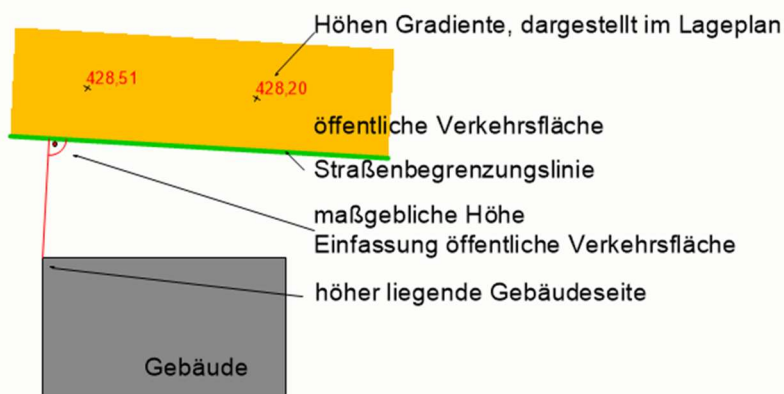 Höhen Gradiente, dargestellt im Lageplan
428,51
428,20
öffentliche Verkehrsfläche
Straßenbegrenzungslinie
maßgebliche Höhe
Einfassung öffentliche Verkehrsfläche
höher liegende Gebäudeseite
Gebäude